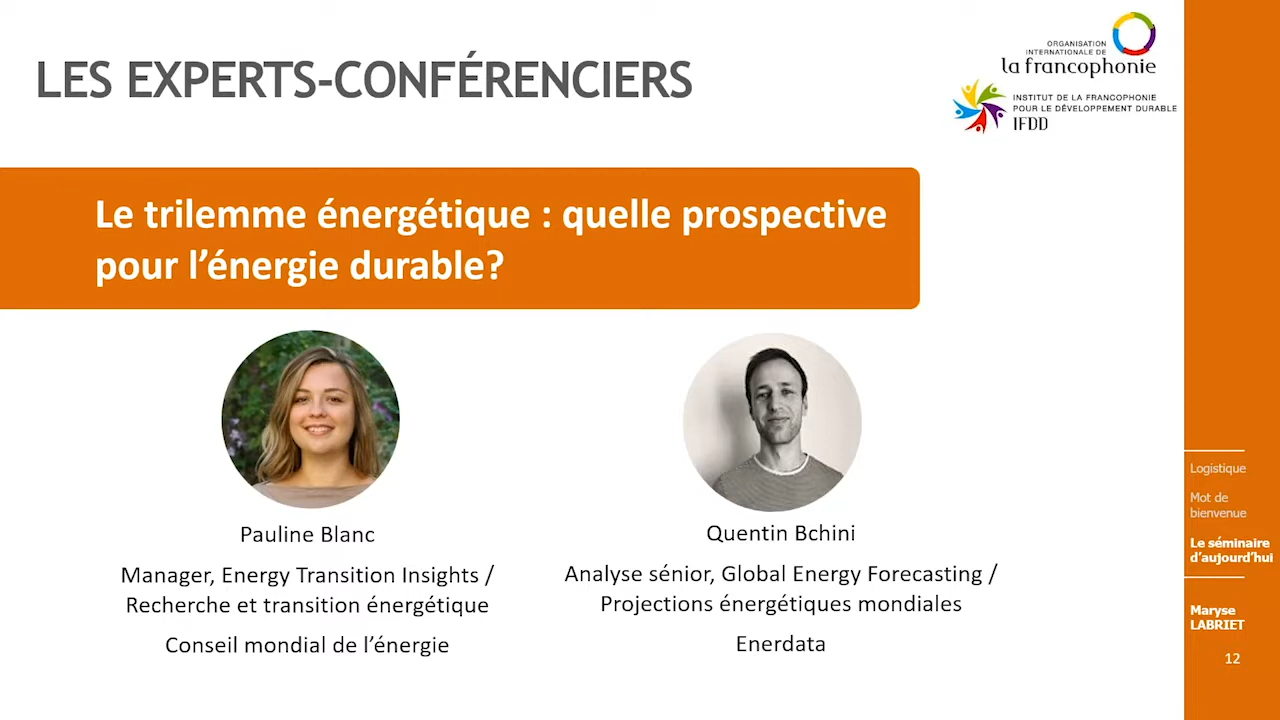 LES EXPERTS-CONFÉRENCIERS
ORGANISATION
INTERNATIONALE DE
la francophonie
INSTITUT DE LA FRANCOPHONIE
POUR LE DÉVELOPPEMENT DURABLE
IFDD
Le trilemme énergétique : quelle prospective
pour l’énergie durable?
Pauline Blanc
Manager, Energy Transition Insights /
Recherche et transition énergétique
Conseil mondial de l’énergie
Quentin Bchini
Analyse sénior, Global Energy Forecasting /
Projections énergétiques mondiales
Enerdata
Logistique
Mot de
bienvenue
Le séminaire
d’aujourd’hui
Maryse
LABRIET
12